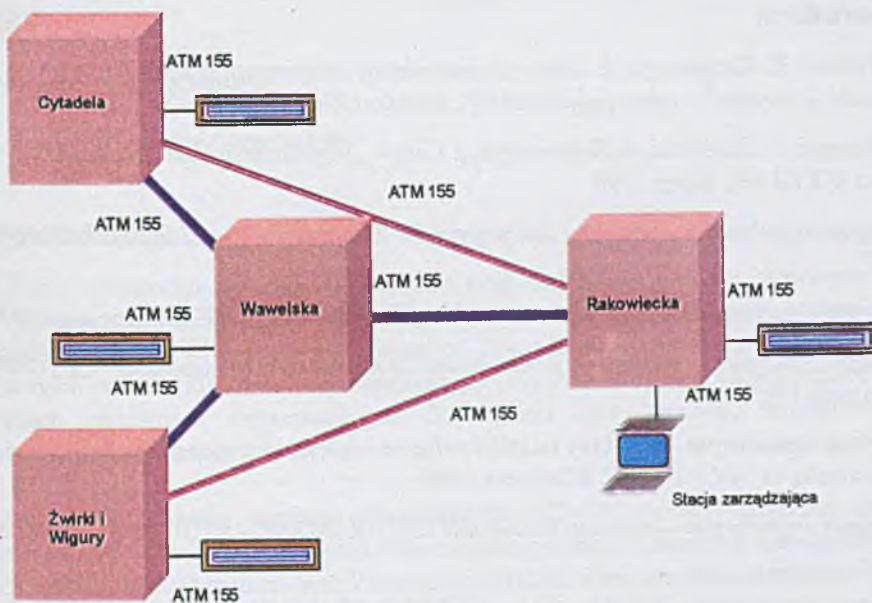 ATM 155
Cytadela
ATM 155
ATM 155
ATM 155
Wawelska
Rakowiecka
ATM 155
ATM 155
ATM 155
ATM 155
ATM 155
Stacja zarządzająca
Żwirki i
Wigury
ATM 155